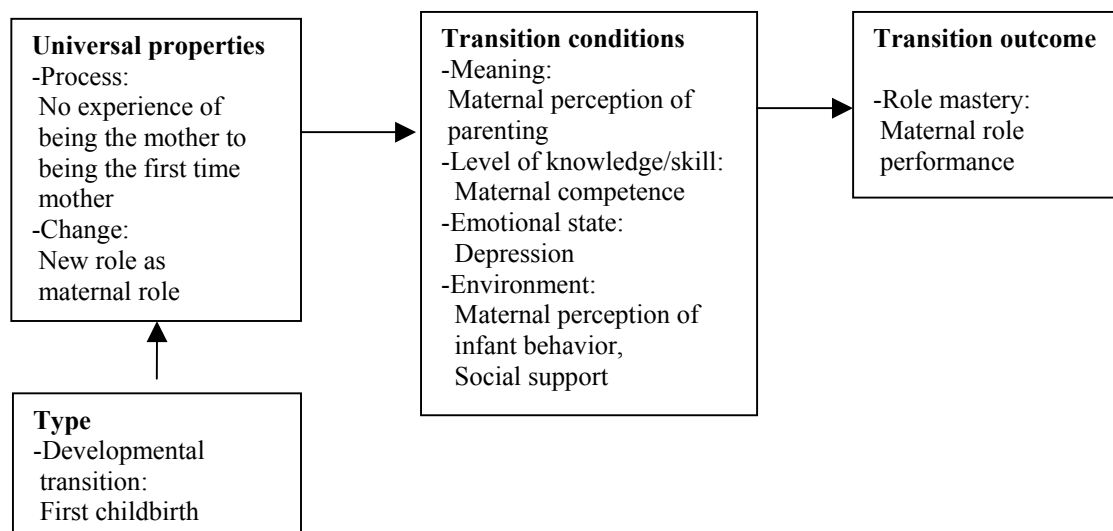 Universal properties
-Process:
No experience of
being the mother to
being the first time
mother
-Change:
New role as
maternal role
Type
-Developmental
transition:
First childbirth
Transition conditions
-Meaning:
Maternal perception of
parenting
-Level of knowledge/skill:
Maternal competence
-Emotional state:
Depression
-Environment:
Maternal perception of
infant behavior,
Social support
Transition outcome
-Role mastery:
Maternal role
performance